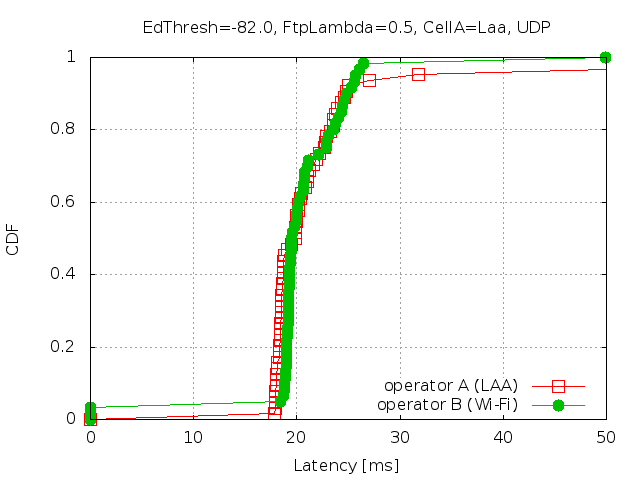 EdThresh=-82.0, FtpLambda=0.5, CellA=Laa, UDP
1
0.8
0.6
0.4
0.2
0
CDF
operator A (LAA)
operator B (Wi-Fi)
0 10 20 30 40 50
Latency [ms]